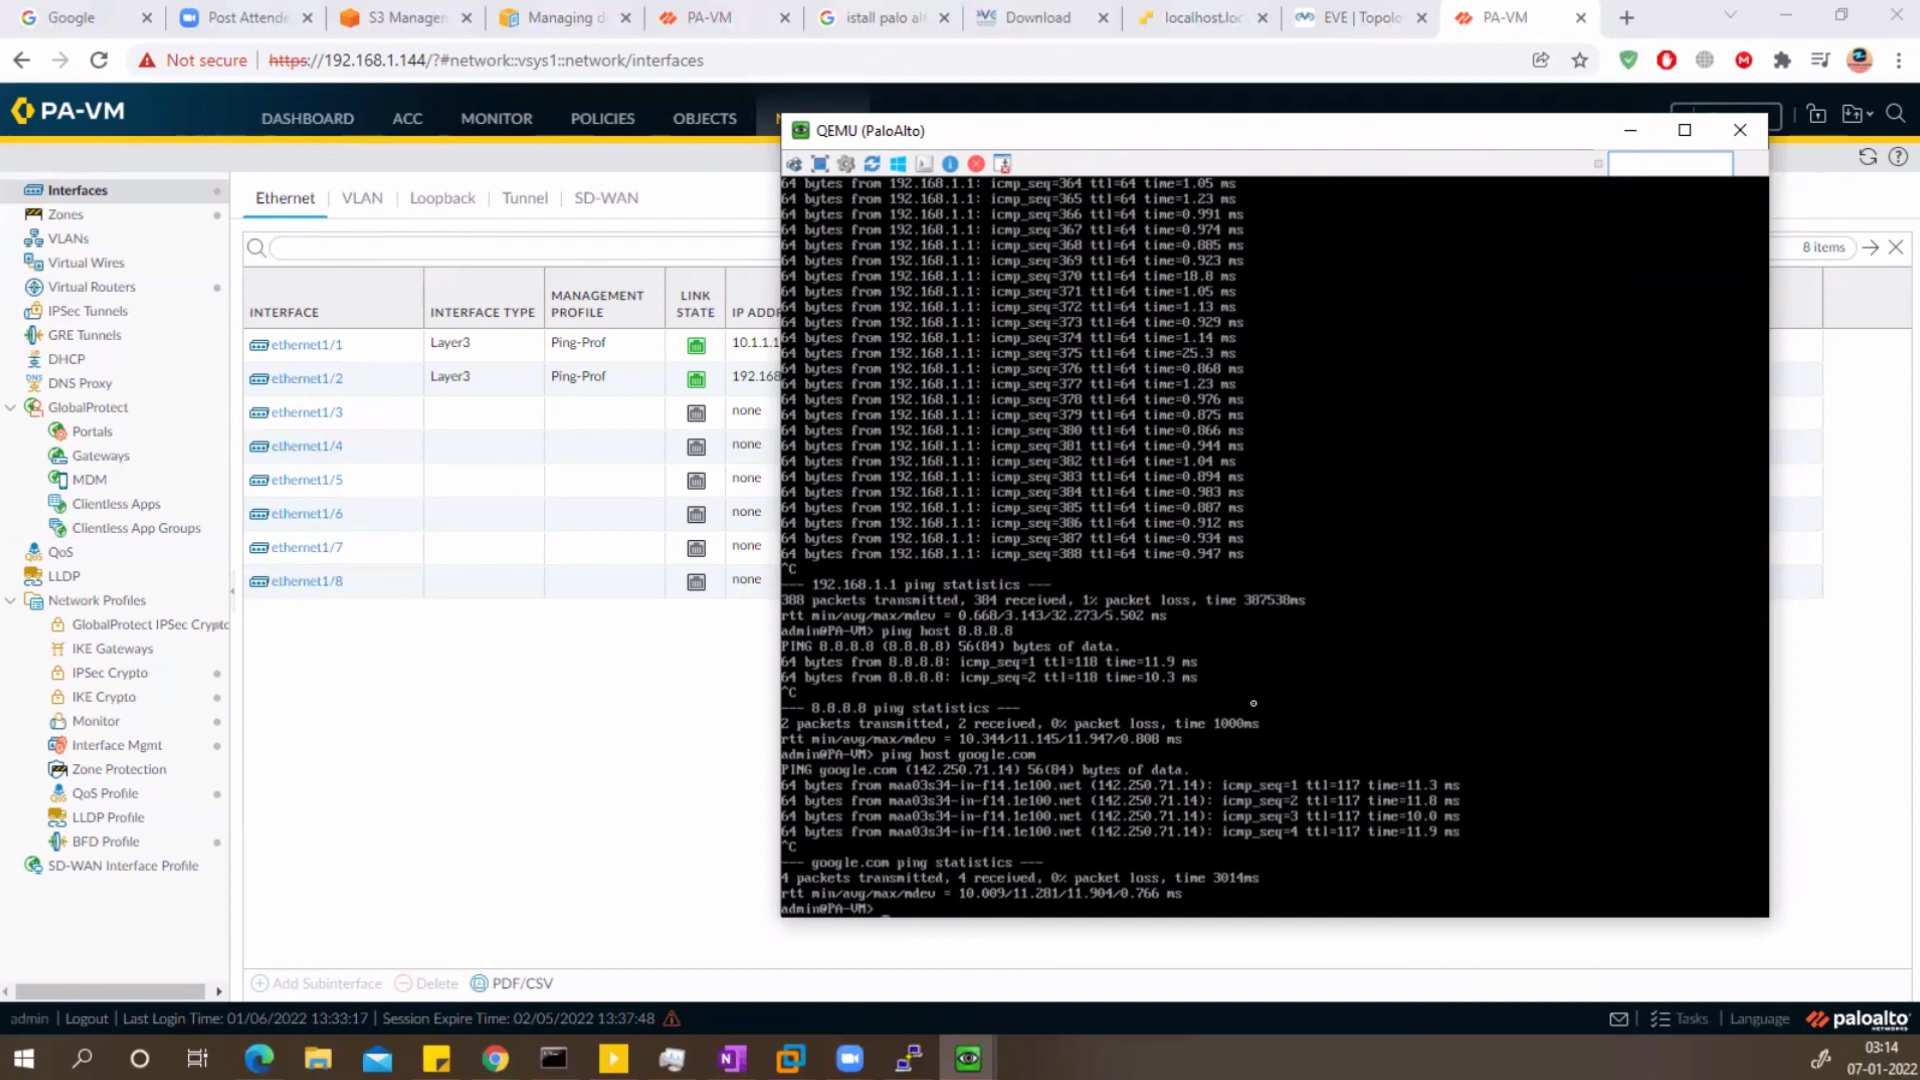 Google
Post Attende
S3 Manager
Managing d
PA-VM
istall palo alt
Download
localhost.loc
EVE | Topolo
PA-VM
Not secure | https://192.168.1.144/?#network::vsys1::network/interfaces
PA-VM
DASHBOARD
ACC
MONITOR
POLICIES
OBJECTS
QEMU (PaloAlto)
Interfaces
Zones
VLANs
Virtual Wires
Virtual Routers
IPSec Tunnels
GRE Tunnels
DHCP
DNS Proxy
GlobalProtect
Portals
Gateways
MDM
Clientless Apps
Clientless App Groups
QoS
LLDP
Network Profiles
GlobalProtect IPSec Crypto
IKE Gateways
IPSec Crypto
IKE Crypto
Monitor
Interface Mgmt
Zone Protection
QoS Profile
LLDP Profile
BFD Profile
SD-WAN Interface Profile
Ethernet
VLAN
Loopback
Tunnel
SD-WAN
8 items
INTERFACE
INTERFACE TYPE
MANAGEMENT PROFILE
LINK STATE
IP ADD
ethernet1/1 Layer3 Ping-Prof 10.1.1.1
ethernet1/2 Layer3 Ping-Prof 192.168
ethernet1/3 none
ethernet1/4 none
ethernet1/5 none
ethernet1/6 none
ethernet1/7 none
ethernet1/8 none
64 bytes from 192.168.1.1: icmp_seq=364 ttl=64 time=1.05 ms
64 bytes from 192.168.1.1: icmp_seq=365 ttl=64 time=1.23 ms
64 bytes from 192.168.1.1: icmp_seq=366 ttl=64 time=0.991 ms
64 bytes from 192.168.1.1: icmp_seq=367 ttl=64 time=0.974 ms
64 bytes from 192.168.1.1: icmp_seq=368 ttl=64 time=0.885 ms
64 bytes from 192.168.1.1: icmp_seq=369 ttl=64 time=0.923 ms
64 bytes from 192.168.1.1: icmp_seq=370 ttl=64 time=18.8 ms
64 bytes from 192.168.1.1: icmp_seq=371 ttl=64 time=1.05 ms
64 bytes from 192.168.1.1: icmp_seq=372 ttl=64 time=1.13 ms
64 bytes from 192.168.1.1: icmp_seq=373 ttl=64 time=0.929 ms
64 bytes from 192.168.1.1: icmp_seq=374 ttl=64 time=1.14 ms
64 bytes from 192.168.1.1: icmp_seq=375 ttl=64 time=25.3 ms
64 bytes from 192.168.1.1: icmp_seq=376 ttl=64 time=0.868 ms
64 bytes from 192.168.1.1: icmp_seq=377 ttl=64 time=1.23 ms
64 bytes from 192.168.1.1: icmp_seq=378 ttl=64 time=0.976 ms
64 bytes from 192.168.1.1: icmp_seq=379 ttl=64 time=0.875 ms
64 bytes from 192.168.1.1: icmp_seq=380 ttl=64 time=0.866 ms
64 bytes from 192.168.1.1: icmp_seq=381 ttl=64 time=0.944 ms
64 bytes from 192.168.1.1: icmp_seq=382 ttl=64 time=1.04 ms
64 bytes from 192.168.1.1: icmp_seq=383 ttl=64 time=0.894 ms
64 bytes from 192.168.1.1: icmp_seq=384 ttl=64 time=0.983 ms
64 bytes from 192.168.1.1: icmp_seq=385 ttl=64 time=0.887 ms
64 bytes from 192.168.1.1: icmp_seq=386 ttl=64 time=0.912 ms
64 bytes from 192.168.1.1: icmp_seq=387 ttl=64 time=0.934 ms
64 bytes from 192.168.1.1: icmp_seq=388 ttl=64 time=0.947 ms
^C
--- 192.168.1.1 ping statistics ---
388 packets transmitted, 384 received, 1% packet loss, time 387538ms
rtt min/avg/max/mdev = 0.668/3.143/32.273/5.502 ms
admin@PA-VM> ping host 8.8.8.8
PING 8.8.8.8 (8.8.8.8) 56(84) bytes of data.
64 bytes from 8.8.8.8: icmp_seq=1 ttl=118 time=11.9 ms
64 bytes from 8.8.8.8: icmp_seq=2 ttl=118 time=10.3 ms
^C
--- 8.8.8.8 ping statistics ---
2 packets transmitted, 2 received, 0% packet loss, time 1000ms
rtt min/avg/max/mdev = 10.344/11.145/11.947/0.808 ms
admin@PA-VM> ping host google.com
PING google.com (142.250.71.14) 56(84) bytes of data.
64 bytes from maa03s34-in-f14.1e100.net (142.250.71.14): icmp_seq=1 ttl=117 time=11.3 ms
64 bytes from maa03s34-in-f14.1e100.net (142.250.71.14): icmp_seq=2 ttl=117 time=11.8 ms
64 bytes from maa03s34-in-f14.1e100.net (142.250.71.14): icmp_seq=3 ttl=117 time=10.0 ms
64 bytes from maa03s34-in-f14.1e100.net (142.250.71.14): icmp_seq=4 ttl=117 time=11.9 ms
^C
--- google.com ping statistics ---
4 packets transmitted, 4 received, 0% packet loss, time 3014ms
rtt min/avg/max/mdev = 10.009/11.281/11.904/0.766 ms
admin@PA-VM> _
Add Subinterface
Delete
PDF/CSV
admin | Logout | Last Login Time: 01/06/2022 13:33:17 | Session Expire Time: 02/05/2022 13:37:48
Tasks | Language
paloalto
NETWORKS
03:14
07-01-2022